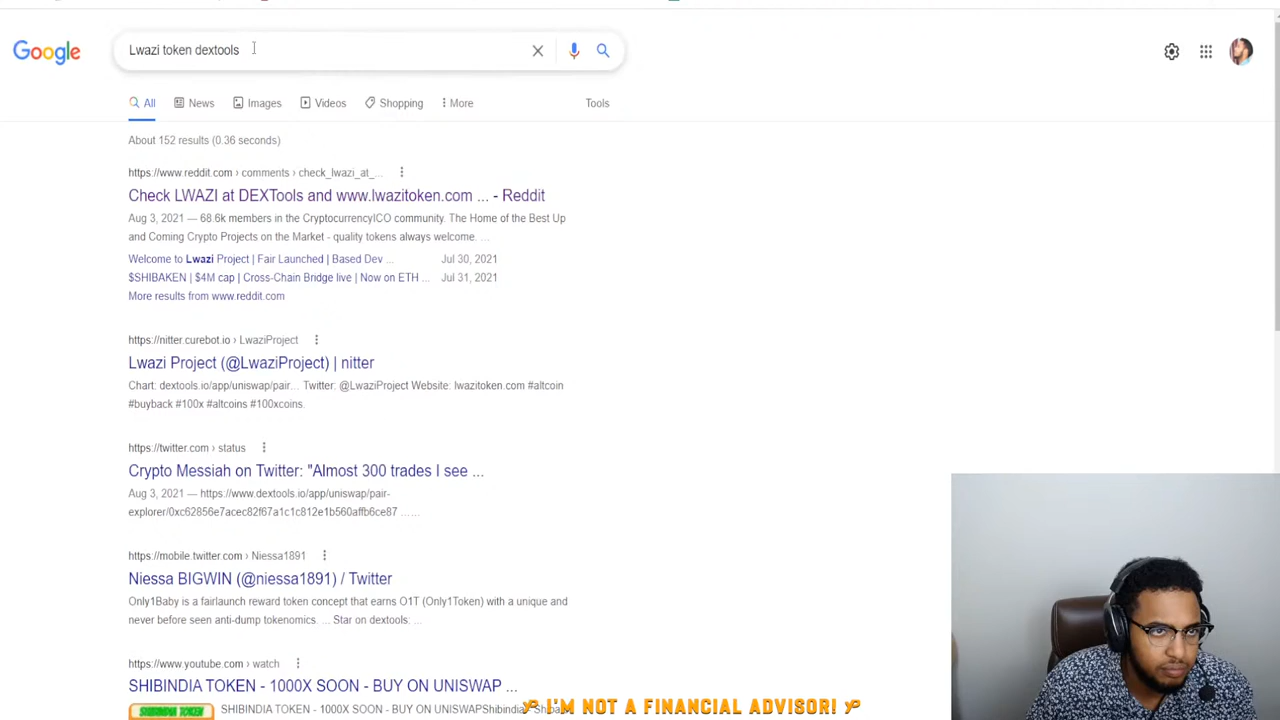 Google
Lwazi token dextools
All
News
Images
Videos
Shopping
More
Tools
About 152 results (0.36 seconds)
https://www.reddit.com › comments › check_lwazi_at_...
Check LWAZI at DEXTools and www.lwazitoken.com ... - Reddit
Aug 3, 2021 — 68.6k members in the CryptocurrencyICO community. The Home of the Best Up
and Coming Crypto Projects on the Market - quality tokens always welcome. ...
Welcome to Lwazi Project | Fair Launched | Based Dev ...
Jul 30, 2021
$SHIBAKEN | $4M cap | Cross-Chain Bridge live | Now on ETH ...
Jul 31, 2021
More results from www.reddit.com
https://nitter.curebot.io › LwaziProject
Lwazi Project (@LwaziProject) | nitter
Chart: dextools.io/app/uniswap/pair... Twitter: @LwaziProject Website: lwazitoken.com #altcoin
#buyback #100x #altcoins #100xcoins.
https://twitter.com › status
Crypto Messiah on Twitter: "Almost 300 trades I see ...
Aug 3, 2021 — https://www.dextools.io/app/uniswap/pair-
explorer/0xc62856e7acec82f67a1c1c812e1b560affb6ce87 ......
https://mobile.twitter.com › Niessa1891
Niessa BIGWIN (@niessa1891) / Twitter
Only1Baby is a fairlaunch reward token concept that earns O1T (Only1Token) with a unique and
never before seen anti-dump tokenomics. ... Star on dextools: ...
https://www.youtube.com › watch
SHIBINDIA TOKEN - 1000X SOON - BUY ON UNISWAP ...
SHIBINDIA TOKEN
SHIBINDIA TOKEN - 1000X SOON - BUY ON UNISWAPShibindia
I'M NOT A FINANCIAL ADVISOR!